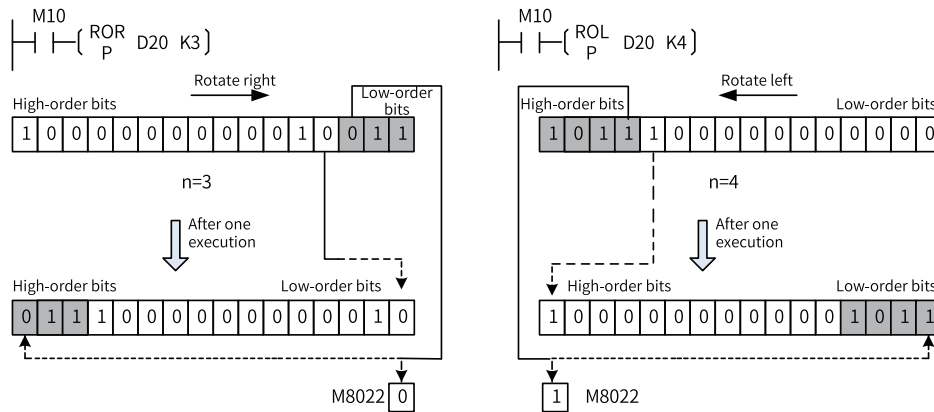 M10
ROR
P D20 K3
Rotate right
High-order bits
Low-order
bits
1 0 0 0 0 0 0 0 0 0 0 1 0 0 1 1
n=3
After one
execution
High-order bits Low-order bits
0 1 1 1 0 0 0 0 0 0 0 0 0 0 1 0
M8022 0
M10
ROL
P D20 K4
Rotate left
High-order bits Low-order bits
1 0 1 1 1 0 0 0 0 0 0 0 0 0 0 0
n=4
After one
execution
High-order bits Low-order bits
1 0 0 0 0 0 0 0 0 0 0 0 1 0 1 1
1 M8022